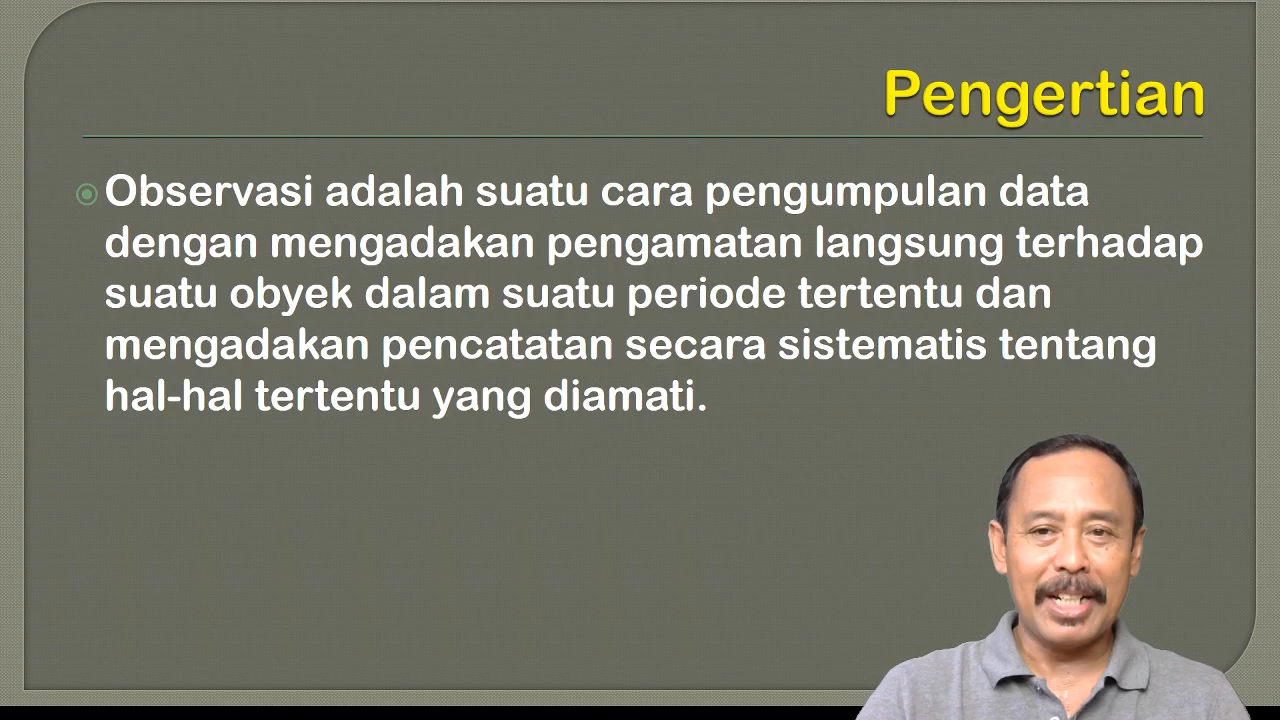 Pengertian
Observasi adalah suatu cara pengumpulan data
dengan mengadakan pengamatan langsung terhadap
suatu obyek dalam suatu periode tertentu dan
mengadakan pencatatan secara sistematis tentang
hal-hal tertentu yang diamati.